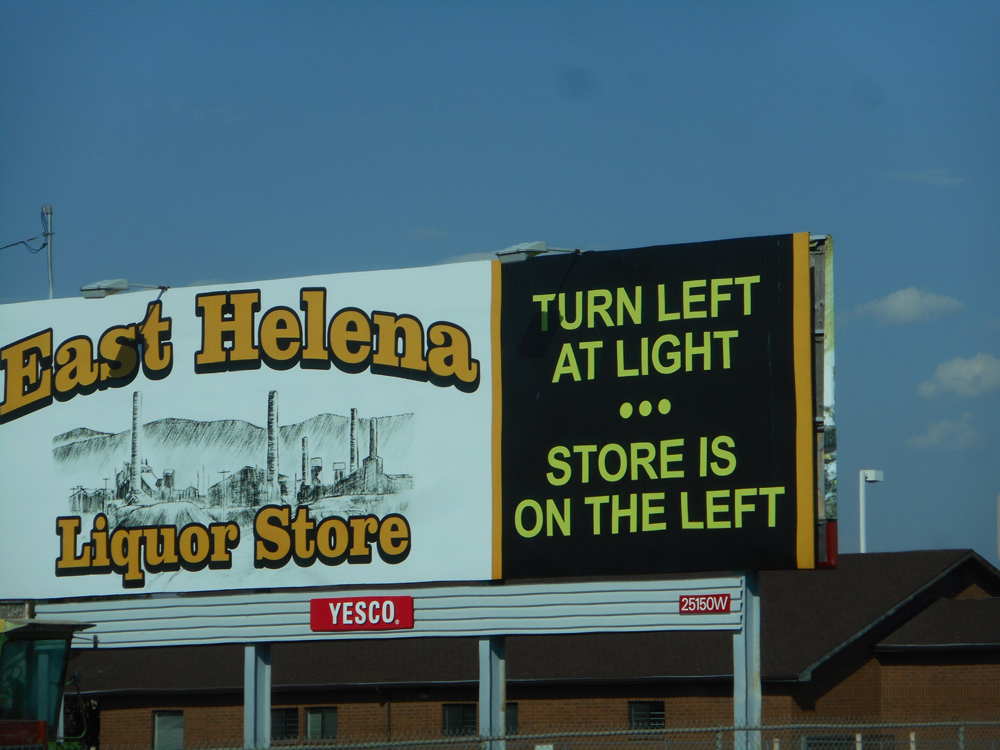 East Helena
Liquor Store
TURN LEFT
AT LIGHT
•••
STORE IS
ON THE LEFT
YESCO.
25150W